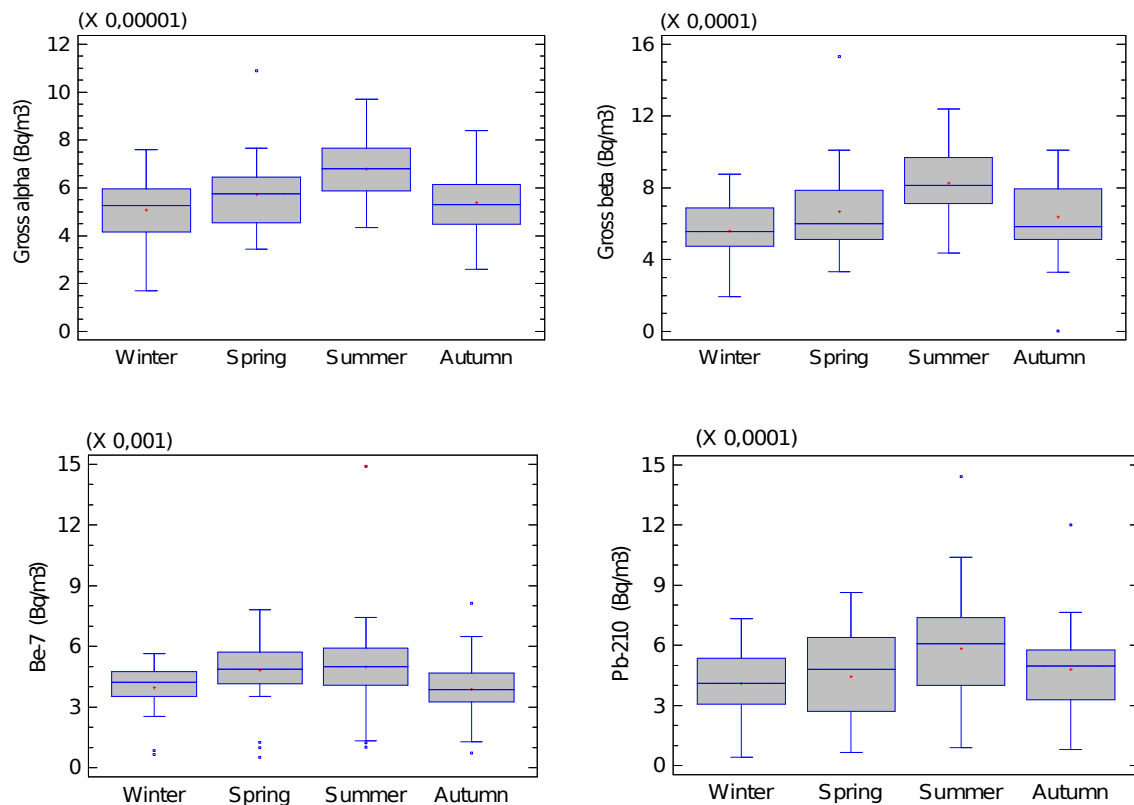 (X 0,00001)
Gross alpha (Bq/m3)
12
10
8
6
4
2
0
Winter Spring Summer Autumn
(X 0,0001)
Gross beta (Bq/m3)
16
12
8
4
0
Winter Spring Summer Autumn
(X 0,001)
Be-7 (Bq/m3)
15
12
9
6
3
0
Winter Spring Summer Autumn
(X 0,0001)
Pb-210 (Bq/m3)
15
12
9
6
3
0
Winter Spring Summer Autumn